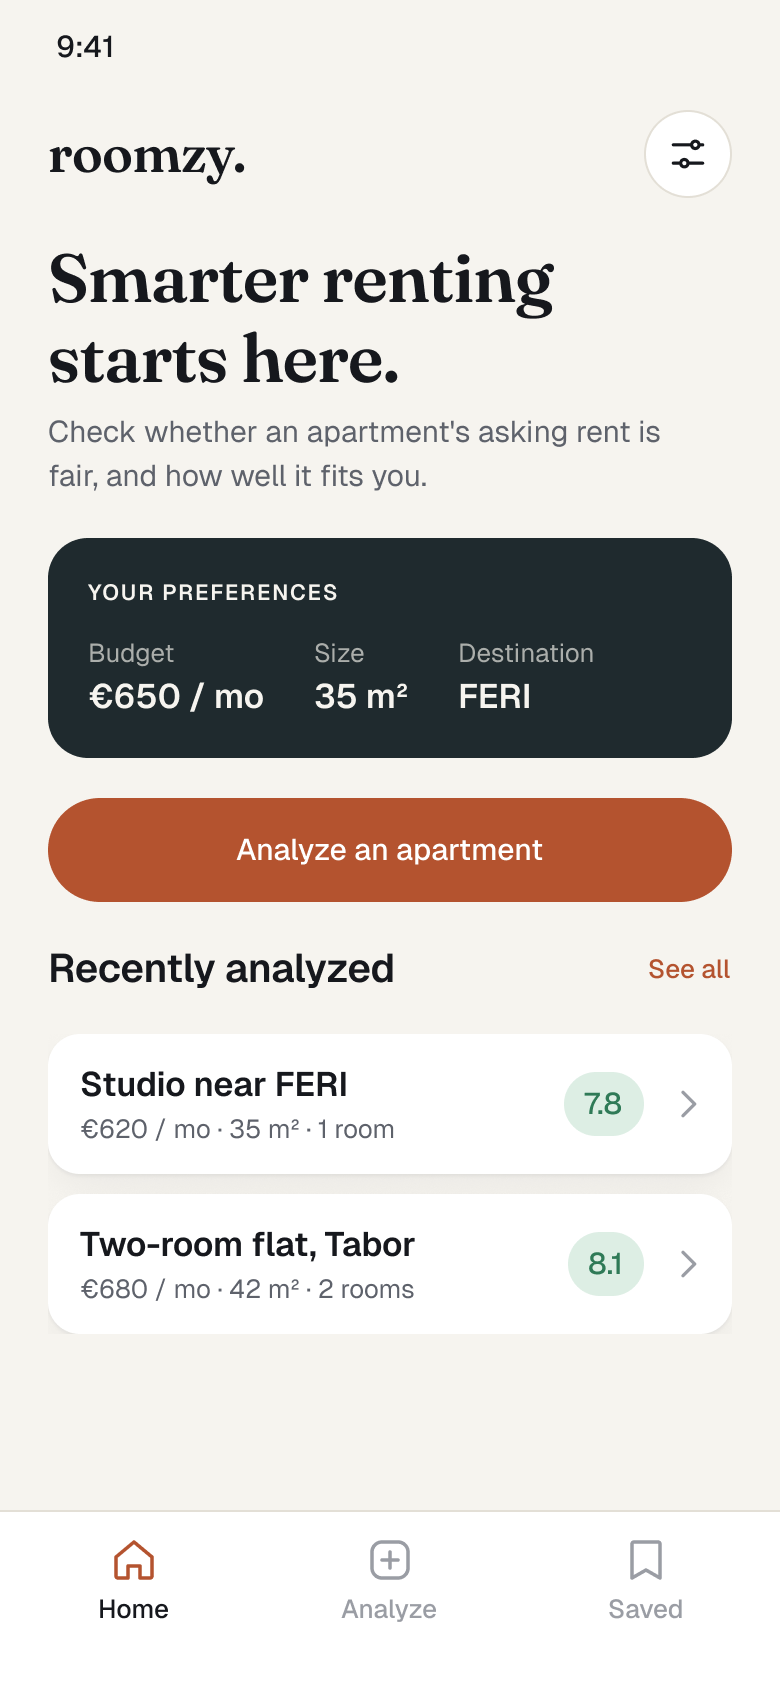 9:41
roomzy.
Smarter renting
starts here.
Check whether an apartment's asking rent is
fair, and how well it fits you.
YOUR PREFERENCES
Budget Size Destination
€650 / mo 35 m² FERI
Analyze an apartment
Recently analyzed See all
Studio near FERI
€620 / mo · 35 m² · 1 room
7.8
Two-room flat, Tabor
€680 / mo · 42 m² · 2 rooms
8.1
Home Analyze Saved